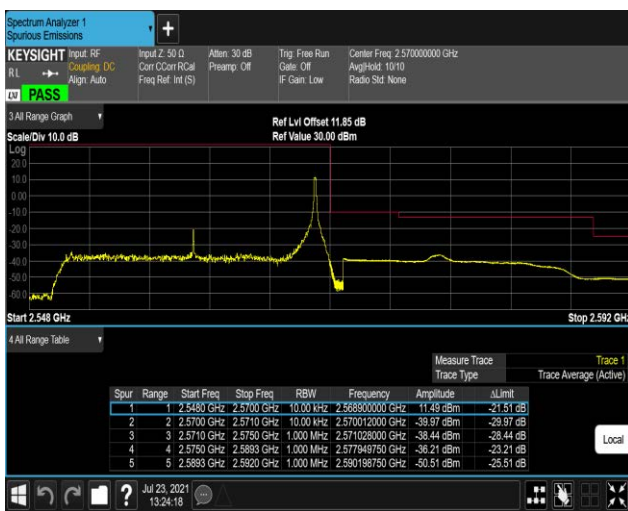 Spectrum Analyzer 1
Spurious Emissions
KEYSIGHT Input: RF Input Z: 50 Ω Atten: 30 dB Trig: Free Run Center Freq: 2.570000000 GHz
RL Coupling: DC Corr CCorr RCal Preamp: Off Gate: Off Avg|Hold: 10/10
Align: Auto Freq Ref: Int (S) IF Gain: Low Radio Std: None
LXI PASS
3 All Range Graph
Ref Lvl Offset 11.85 dB
Scale/Div 10.0 dB Ref Value 30.00 dBm
Log
20.0
10.0
0.00
-10.0
-20.0
-30.0
-40.0
-50.0
-60.0
Start 2.548 GHz Stop 2.592 GHz
4 All Range Table
Measure Trace Trace 1
Trace Type Trace Average (Active)
Spur Range Start Freq Stop Freq RBW Frequency Amplitude ΔLimit
1 1 2.5480 GHz 2.5700 GHz 10.00 kHz 2.568900000 GHz 11.49 dBm -21.51 dB
2 2 2.5700 GHz 2.5710 GHz 10.00 kHz 2.570012000 GHz -39.97 dBm -29.97 dB
3 3 2.5710 GHz 2.5750 GHz 1.000 MHz 2.571028000 GHz -38.44 dBm -28.44 dB
4 4 2.5750 GHz 2.5893 GHz 1.000 MHz 2.577949750 GHz -36.21 dBm -23.21 dB
5 5 2.5893 GHz 2.5920 GHz 1.000 MHz 2.590198750 GHz -50.51 dBm -25.51 dB
Local
Jul 23, 2021
13:24:18